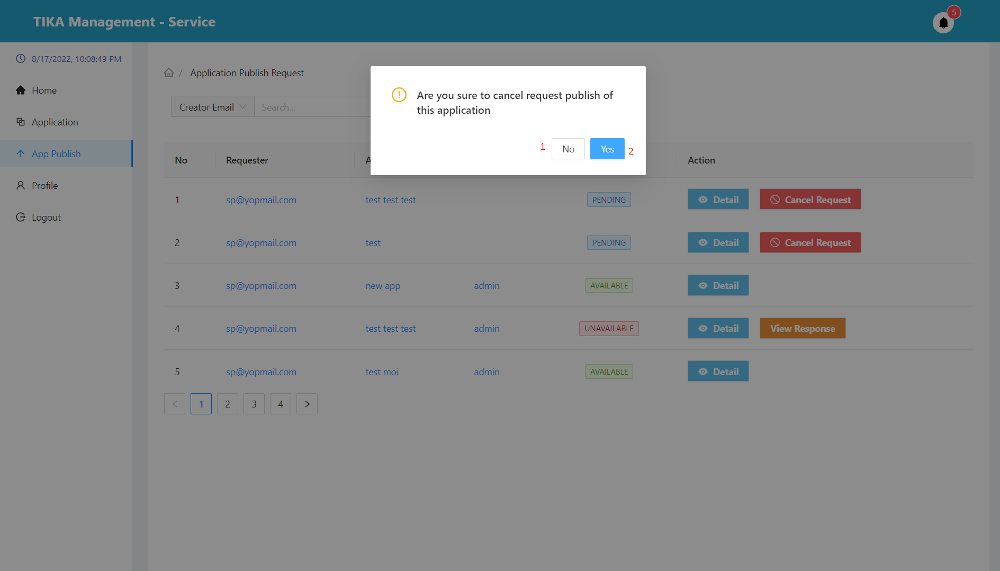 TIKA Management - Service
5
8/17/2022, 10:08:49 PM
Home
Application
App Publish
Profile
Logout
/ Application Publish Request
Creator Email Search...
Are you sure to cancel request publish of
this application
1 No Yes 2
No Requester Action
1 sp@yopmail.com test test test PENDING Detail Cancel Request
2 sp@yopmail.com test PENDING Detail Cancel Request
3 sp@yopmail.com new app admin AVAILABLE Detail
4 sp@yopmail.com test test test admin UNAVAILABLE Detail View Response
5 sp@yopmail.com test moi admin AVAILABLE Detail
< 1 2 3 4 >